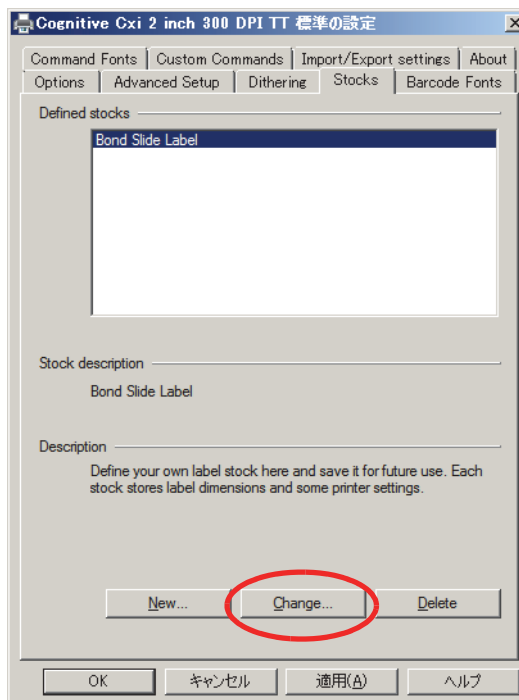 Cognitive Cxi 2 inch 300 DPI TT 標準の設定
Command Fonts Custom Commands Import/Export settings About
Options Advanced Setup Dithering Stocks Barcode Fonts
Defined stocks
Bond Slide Label
Stock description
Bond Slide Label
Description
Define your own label stock here and save it for future use. Each
stock stores label dimensions and some printer settings.
New... Change... Delete
OK キャンセル 適用(A) ヘルプ